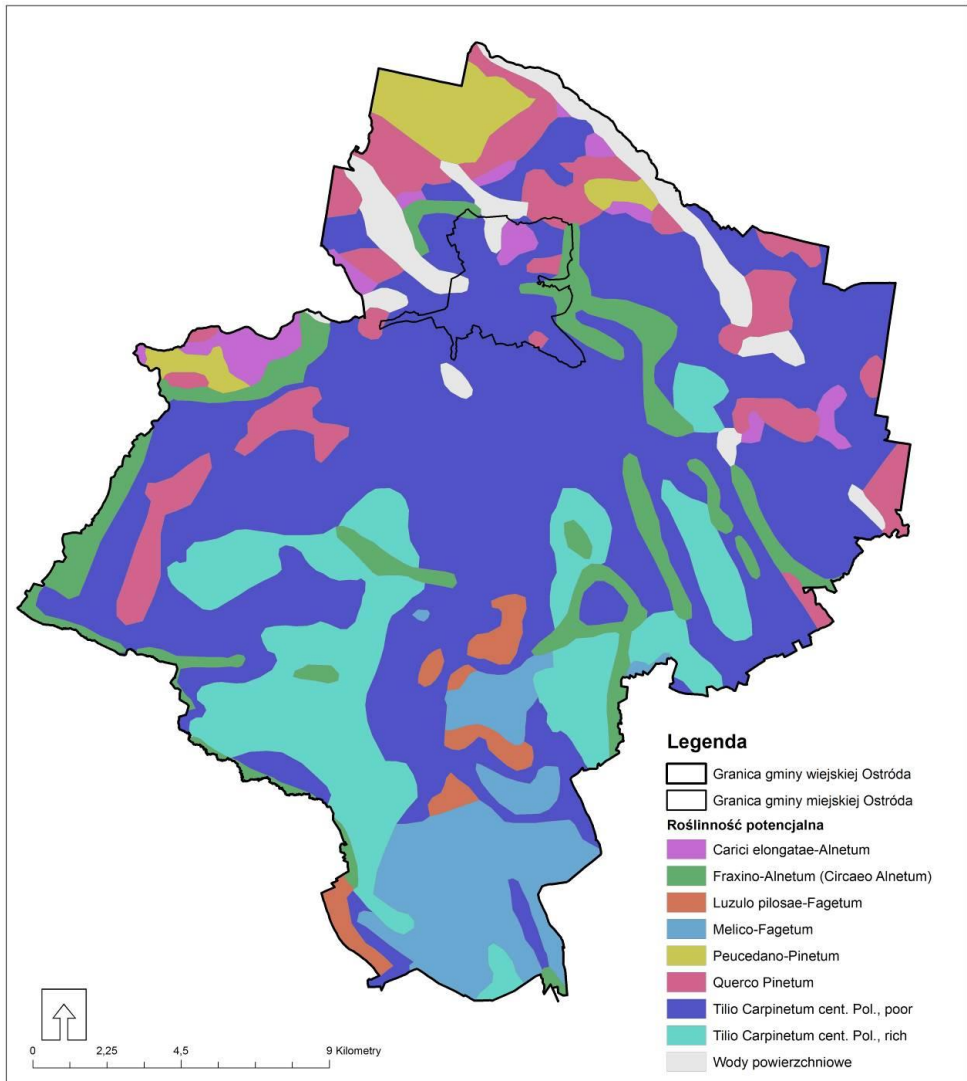 Legenda
Granica gminy wiejskiej Ostróda
Granica gminy miejskiej Ostróda
Roślinność potencjalna
Carici elongatae-Alnetum
Fraxino-Alnetum (Circaeo Alnetum)
Luzulo pilosae-Fagetum
Melico-Fagetum
Peucedano-Pinetum
Querco Pinetum
Tilio Carpinetum cent. Pol., poor
Tilio Carpinetum cent. Pol., rich
Wody powierzchniowe
0 2,25 4,5 9 Kilometry